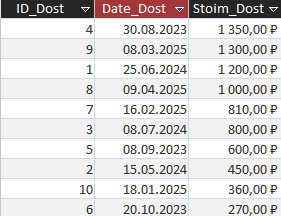 ID_Dost Date_Dost Stoim_Dost
4 30.08.2023 1 350,00 ₽
9 08.03.2025 1 300,00 ₽
1 25.06.2024 1 200,00 ₽
8 09.04.2025 1 000,00 ₽
7 16.02.2025 810,00 ₽
3 08.07.2024 800,00 ₽
5 08.09.2023 600,00 ₽
2 15.05.2024 450,00 ₽
10 18.01.2025 360,00 ₽
6 20.10.2023 270,00 ₽